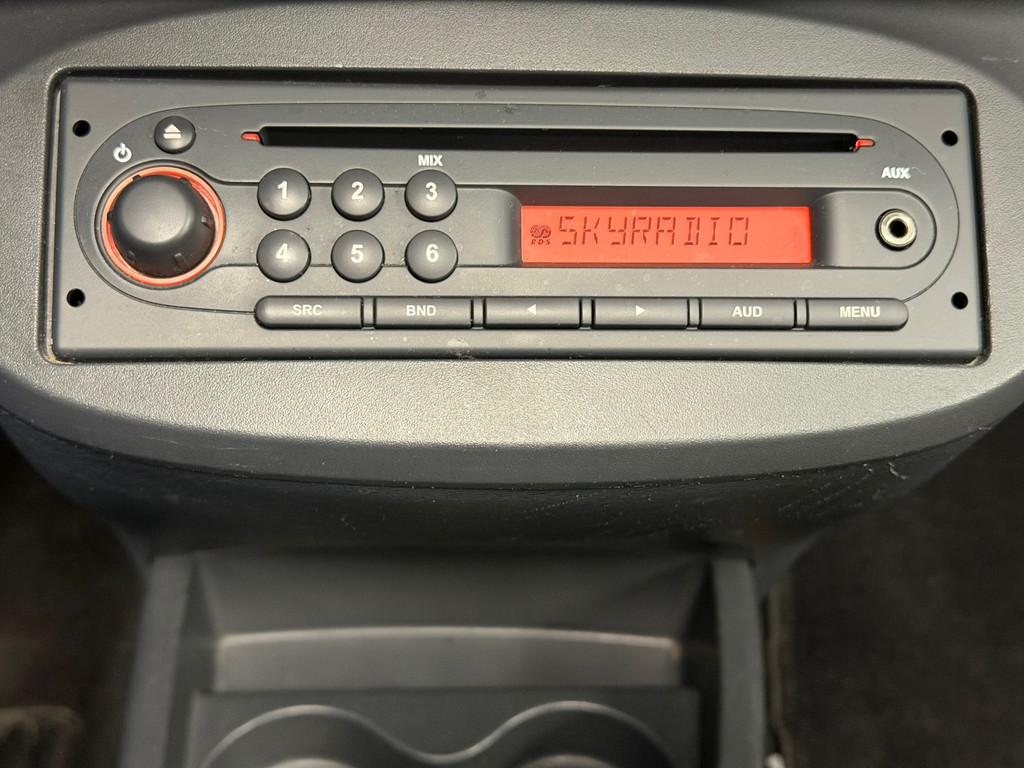 MIX
AUX
1 2 3
RDS SKYRADIO
4 5 6
SRC BND AUD MENU